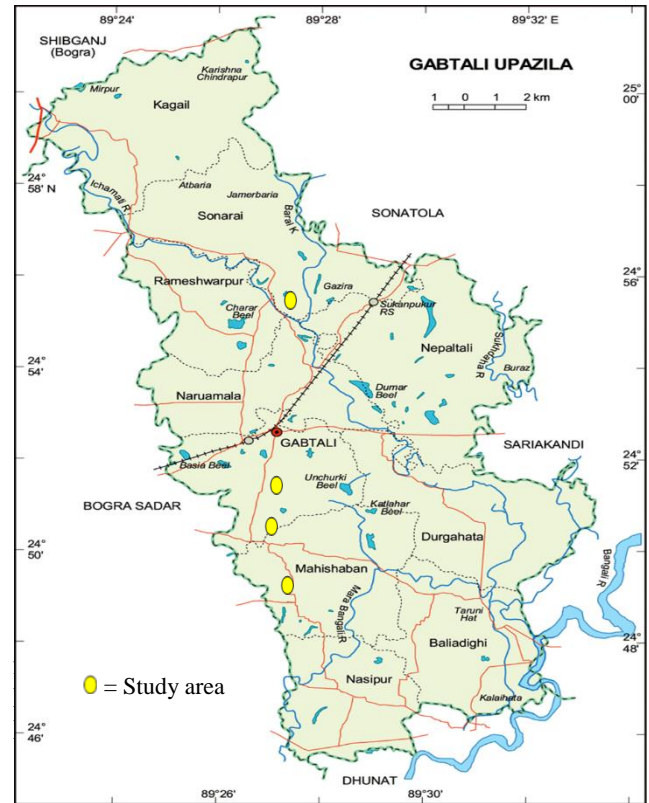 89° 24'
89° 32' E
SHIBGANJ
(Bogra)
GABTALI UPAZILA
1 0 1 2 km
Karishna
Chindrapur
Mirpur
Kagail
25°
00'
24°
58' N
Ichamati R
Atbaria
Jamerbaria
Sonarai
Barai K
SONATOLA
Rameshwarpur
Gazira
24°
56'
Charar
Beel
Sukanpukur
RS
Nepaltali
Sukhdaha R
Buraz
24°
54'
Naruamala
Dumar
Beel
GABTALI
SARIAKANDI
Basia Beel
24°
52'
Unchurki
Beel
BOGRA SADAR
Katlahar
Beel
Durgahata
24°
50'
Mahishaban
Bangali R
Mara Bangali R
Taruni
Hat
Baliadighi
24°
48'
Nasipur
= Study area
Kalaihata
24°
46'
DHUNAT
89° 26'
89° 30'